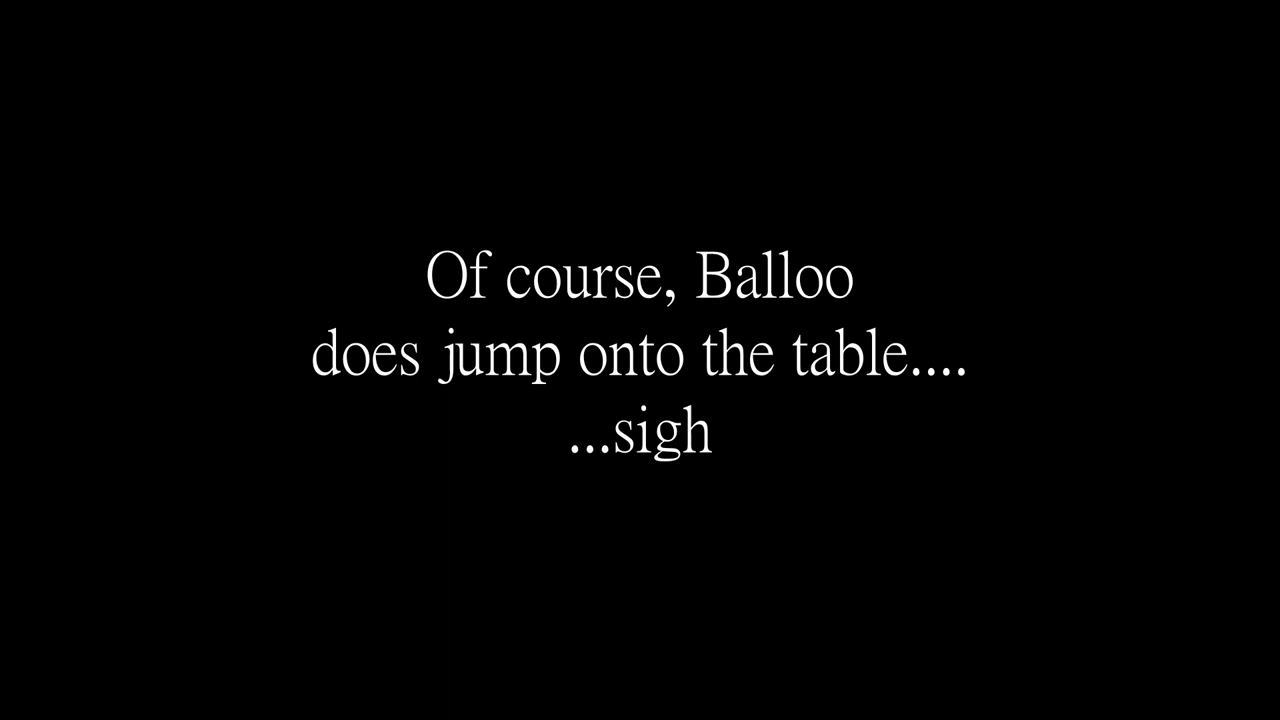 Of course, Balloo
does jump onto the table....
...sigh